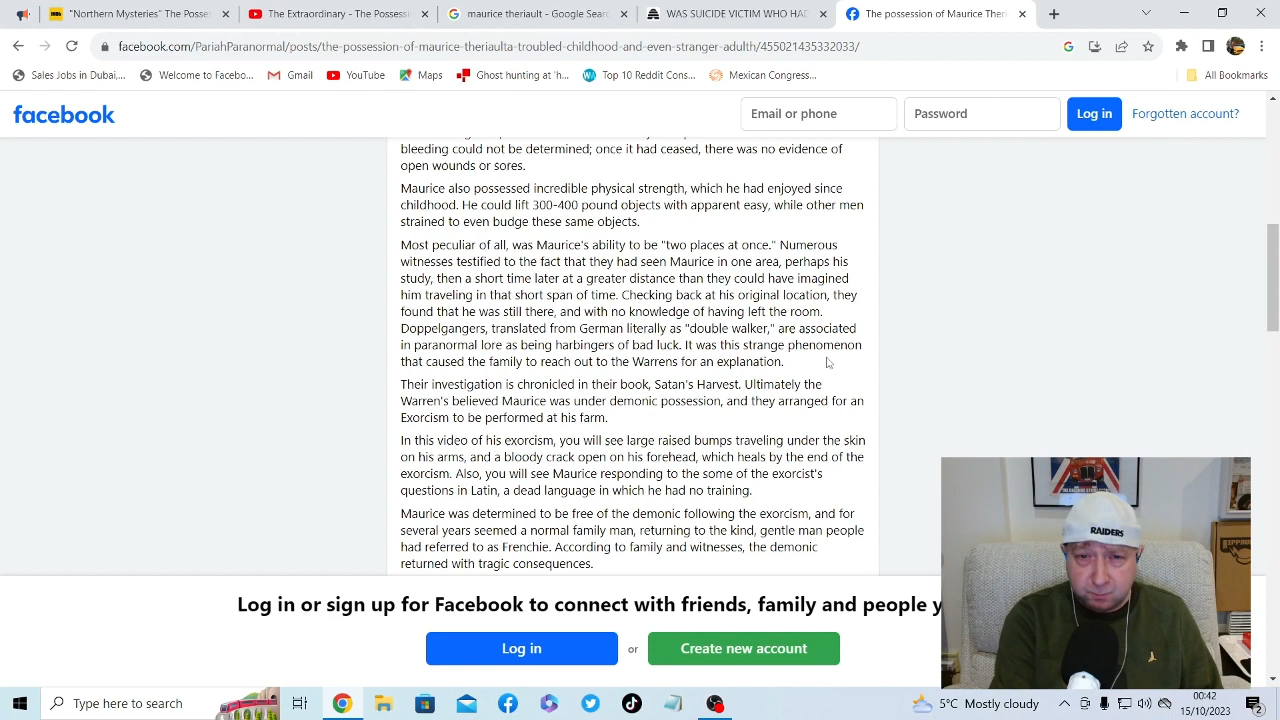 "Northern Mysteries" The Posses
The Extraordinary - The Possessi
maurice theriault - Google Searc
WAS SUICIDE VICTIM WHO HAD
The possession of Maurice Theri
facebook.com/PariahParanormal/posts/the-possession-of-maurice-theriaulta-troubled-childhood-and-even-stranger-adulth/455021435332033/
Sales Jobs in Dubai,...
Welcome to Facebo...
Gmail
YouTube
Maps
Ghost hunting at 'h...
Top 10 Reddit Cons...
Mexican Congress...
All Bookmarks
facebook
Email or phone
Password
Log in
Forgotten account?
bleeding could not be determined; once it had ceased, there was no evidence of
open wounds or sores.
Maurice also possessed incredible physical strength, which he had enjoyed since
childhood. He could lift 300-400 pound objects with apparent easy, while other men
strained to even budge these same objects.
Most peculiar of all, was Maurice's ability to be "two places at once." Numerous
witnesses testified to the fact that they had seen Maurice in one area, perhaps his
study, then a short time later at a greater distance than they could have imagined
him traveling in that short span of time. Checking back at his original location, they
found that he was still there, and with no knowledge of having left the room.
Doppelgangers, translated from German literally as "double walker," are associated
in paranormal lore as being harbingers of bad luck. It was this strange phenomenon
that caused the family to reach out to the Warrens for an explanation.
Their investigation is chronicled in their book, Satan's Harvest. Ultimately the
Warren's believed Maurice was under demonic possession, and they arranged for an
Exorcism to be performed at his farm.
In this video of his exorcism, you will see large raised bumps traveling under the skin
on his arms, and a bloody crack open on his forehead, which heals by the end of the
exorcism. Also, you will see Maurice responding to the some of the exorcist's
questions in Latin, a dead language in which he had no training.
Maurice was determined to be free of the demonic following the exorcism, and for
several years seemed a normal family man, returning to the kind, gentle man people
had referred to as Frenchie. According to family and witnesses, the demonic
returned with tragic consequences.
Log in or sign up for Facebook to connect with friends, family and people y
Log in
or
Create new account
RAIDERS
Type here to search
5°C Mostly cloudy
00:42
15/10/2023
2